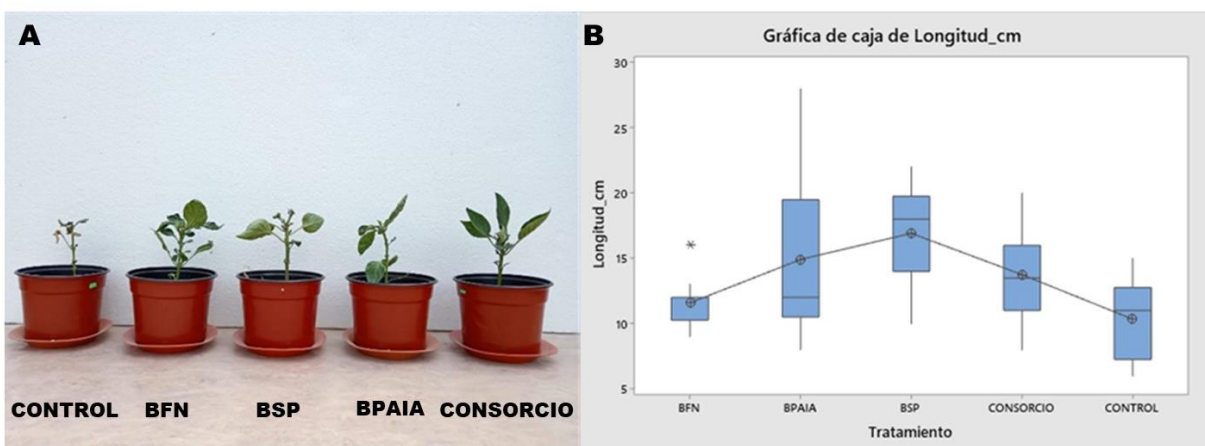 A
CONTROL BFN BSP BPAIA CONSORCIO
B
Gráfica de caja de Longitud_cm
Longitud_cm
30
25
20
15
10
5
BFN BPAIA BSP CONSORCIO CONTROL
Tratamiento